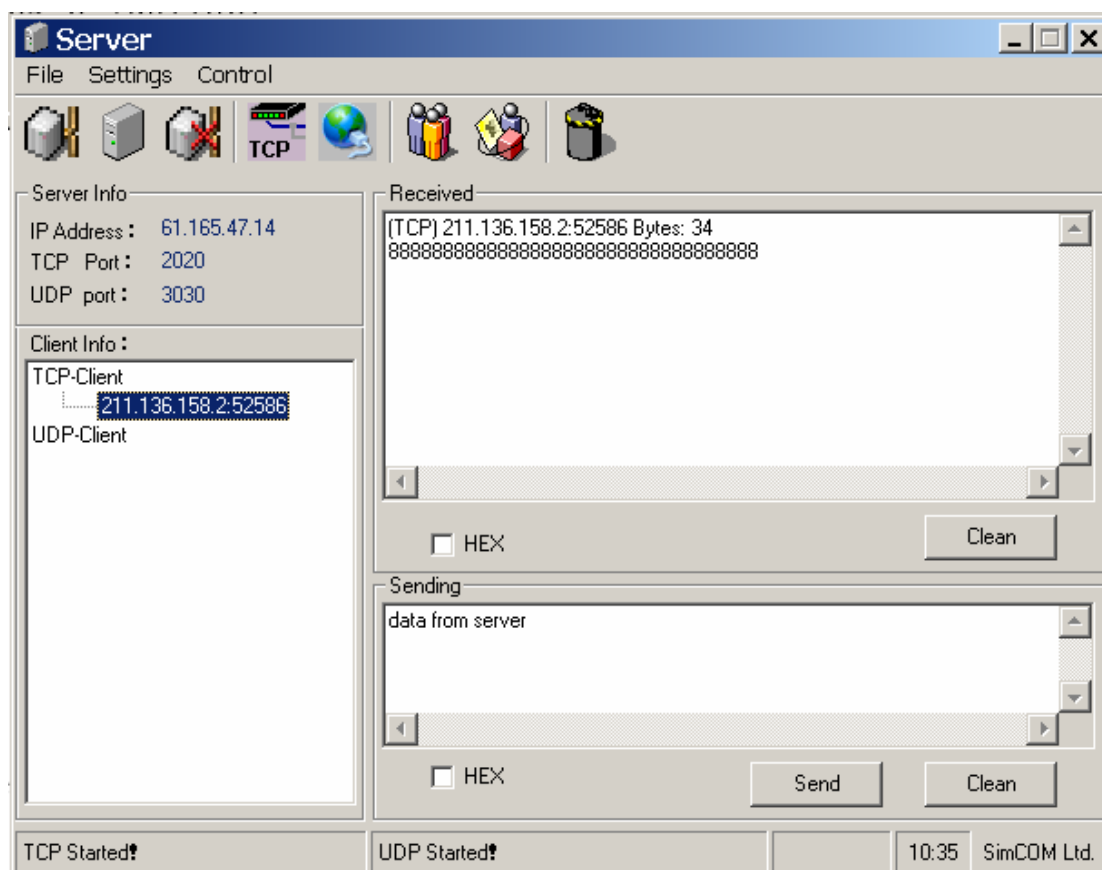 Server
File Settings Control
TCP
Server Info
IP Address: 61.165.47.14
TCP Port: 2020
UDP port: 3030
Client Info:
TCP-Client
211.136.158.2:52586
UDP-Client
Received
(TCP) 211.136.158.2:52586 Bytes: 34
8888888888888888888888888888888888
HEX
Clean
Sending
data from server
HEX
Send
Clean
TCP Started!
UDP Started!
10:35
SimCOM Ltd.